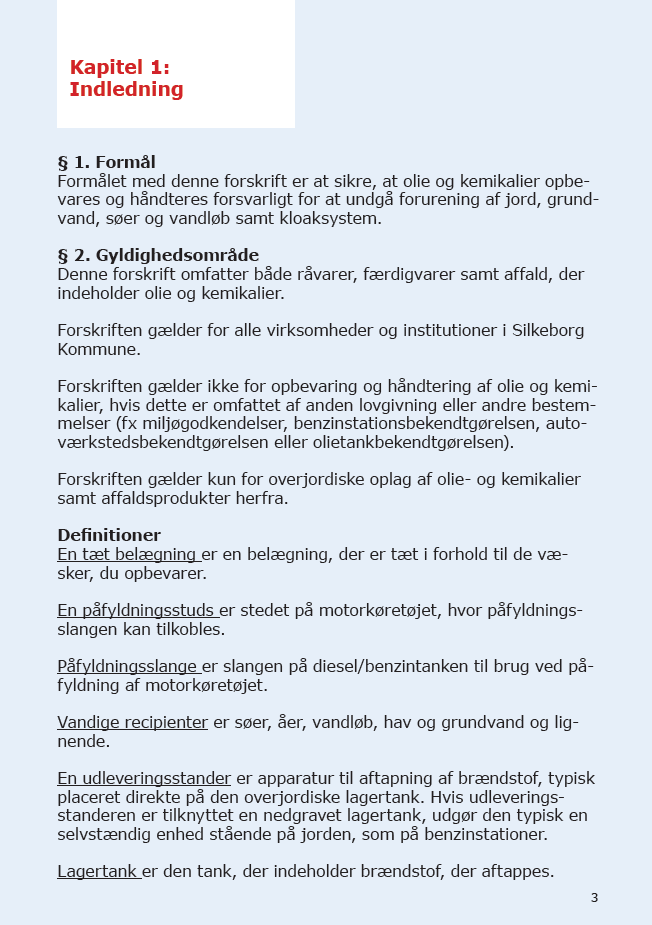 Kapitel 1:
Indledning
§ 1. Formål
Formålet med denne forskrift er at sikre, at olie og kemikalier opbe-
vares og håndteres forsvarligt for at undgå forurening af jord, grund-
vand, søer og vandløb samt kloaksystem.
§ 2. Gyldighedsområde
Denne forskrift omfatter både råvarer, færdigvarer samt affald, der
indeholder olie og kemikalier.
Forskriften gælder for alle virksomheder og institutioner i Silkeborg
Kommune.
Forskriften gælder ikke for opbevaring og håndtering af olie og kemi-
kalier, hvis dette er omfattet af anden lovgivning eller andre bestem-
melser (fx miljøgodkendelser, benzinstationsbekendtgørelsen, auto-
værkstedsbekendtgørelsen eller olietankbekendtgørelsen).
Forskriften gælder kun for overjordiske oplag af olie- og kemikalier
samt affaldsprodukter herfra.
Definitioner
En tæt belægning er en belægning, der er tæt i forhold til de væ-
sker, du opbevarer.
En påfyldningsstuds er stedet på motorkøretøjet, hvor påfyldnings-
slangen kan tilkobles.
Påfyldningsslange er slangen på diesel/benzintanken til brug ved på-
fyldning af motorkøretøjet.
Vandige recipienter er søer, åer, vandløb, hav og grundvand og lig-
nende.
En udleveringsstander er apparatur til aftapning af brændstof, typisk
placeret direkte på den overjordiske lagertank. Hvis udleverings-
standeren er tilknyttet en nedgravet lagertank, udgør den typisk en
selvstændig enhed stående på jorden, som på benzinstationer.
Lagertank er den tank, der indeholder brændstof, der aftappes.
3